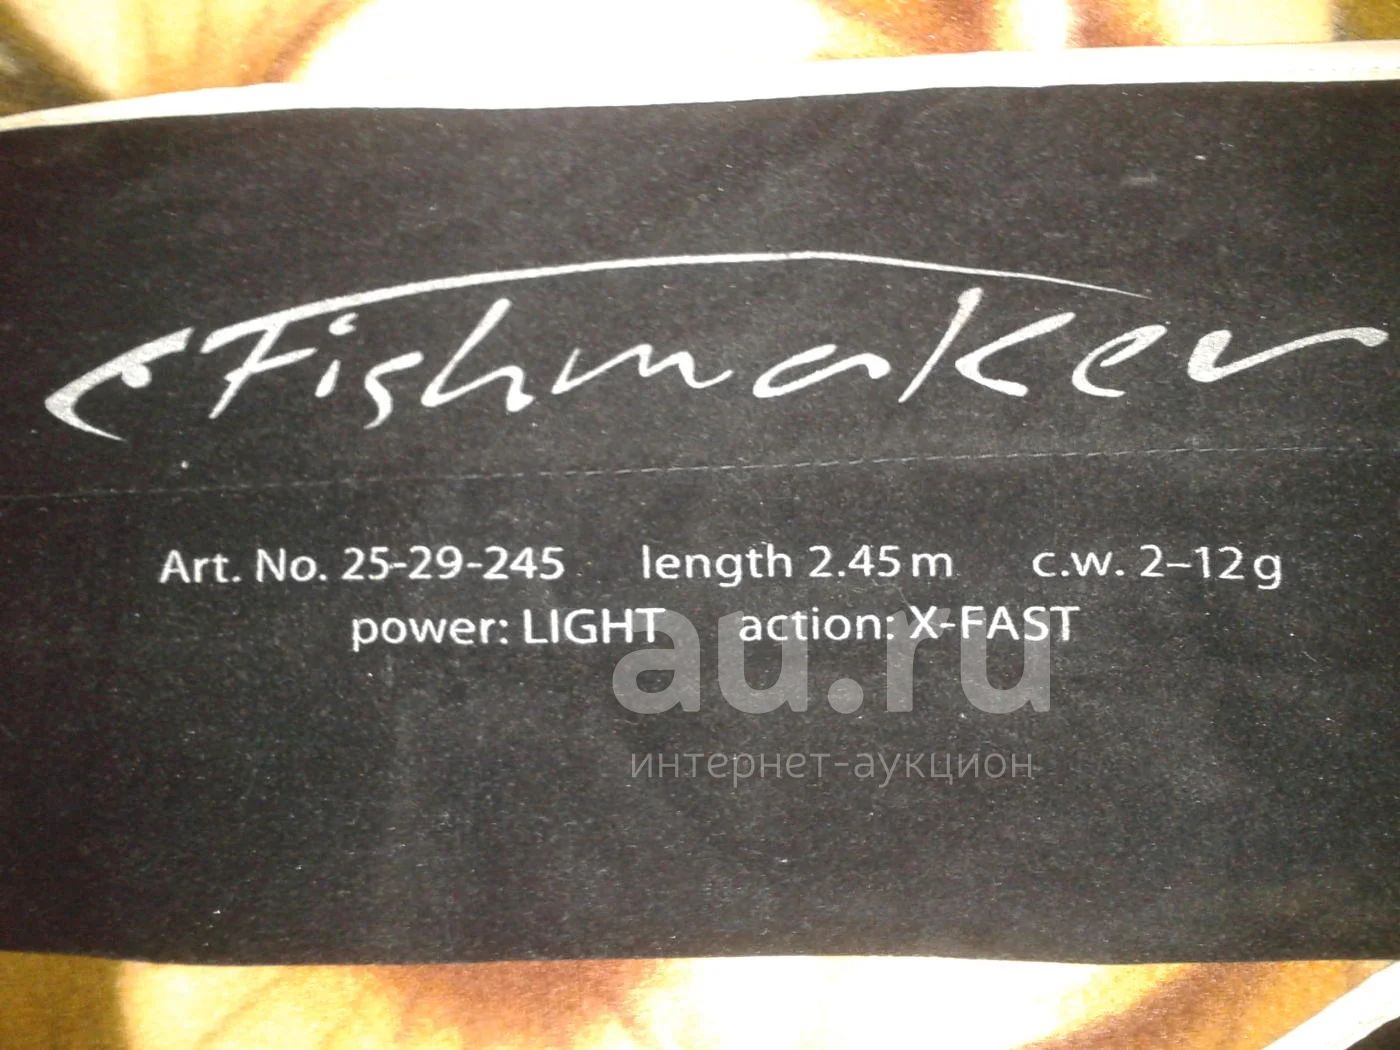 Fishmaker
Art. No. 25-29-245 length 2.45 m c.w. 2–12 g
power: LIGHT action: X-FAST
au.ru
интернет-аукцион